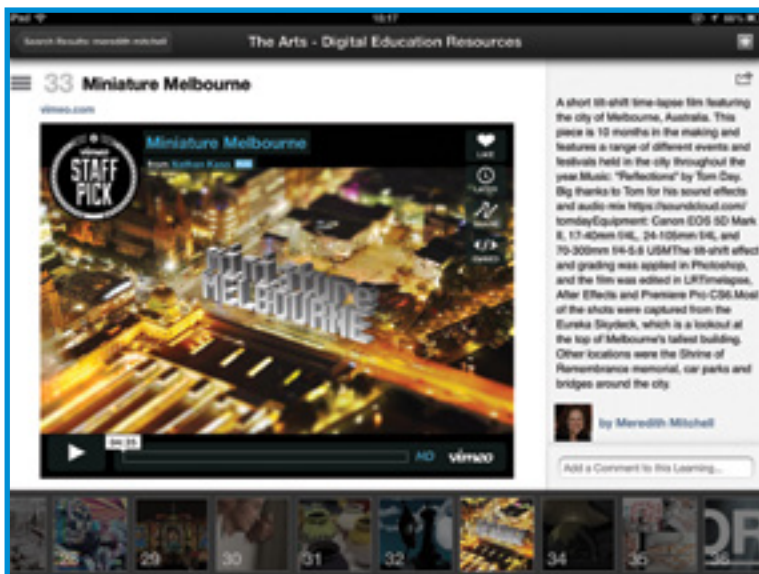 iPad
18:17
88%
Search Results: meredith mitchell
The Arts - Digital Education Resources
33 Miniature Melbourne
vimeo.com
vimeo
STAFF
PICK
Miniature Melbourne
from Nathan Kaso
LIKE
LATER
SHARE
EMBED
miniature
MELBOURNE
04:35
HD vimeo
A short tilt-shift time-lapse film featuring
the city of Melbourne, Australia. This
piece is 10 months in the making and
features a range of different events and
festivals held in the city throughout the
year.Music: "Reflections" by Tom Day.
Big thanks to Tom for his sound effects
and audio mix https://soundcloud.com/
tomdayEquipment: Canon EOS 5D Mark
II, 17-40mm f/4L, 24-105mm f/4L, and
70-300mm f/4-5.6 USMThe tilt-shift effect
and grading was applied in Photoshop,
and the film was edited in LRTimelapse,
After Effects and Premiere Pro CS6.Most
of the shots were captured from the
Eureka Skydeck, which is a lookout at
the top of Melbourne's tallest building.
Other locations were the Shrine of
Remembrance memorial, car parks and
bridges around the city.
by Meredith Mitchell
Add a Comment to this Learning...
28
29
30
31
32
34
35
36